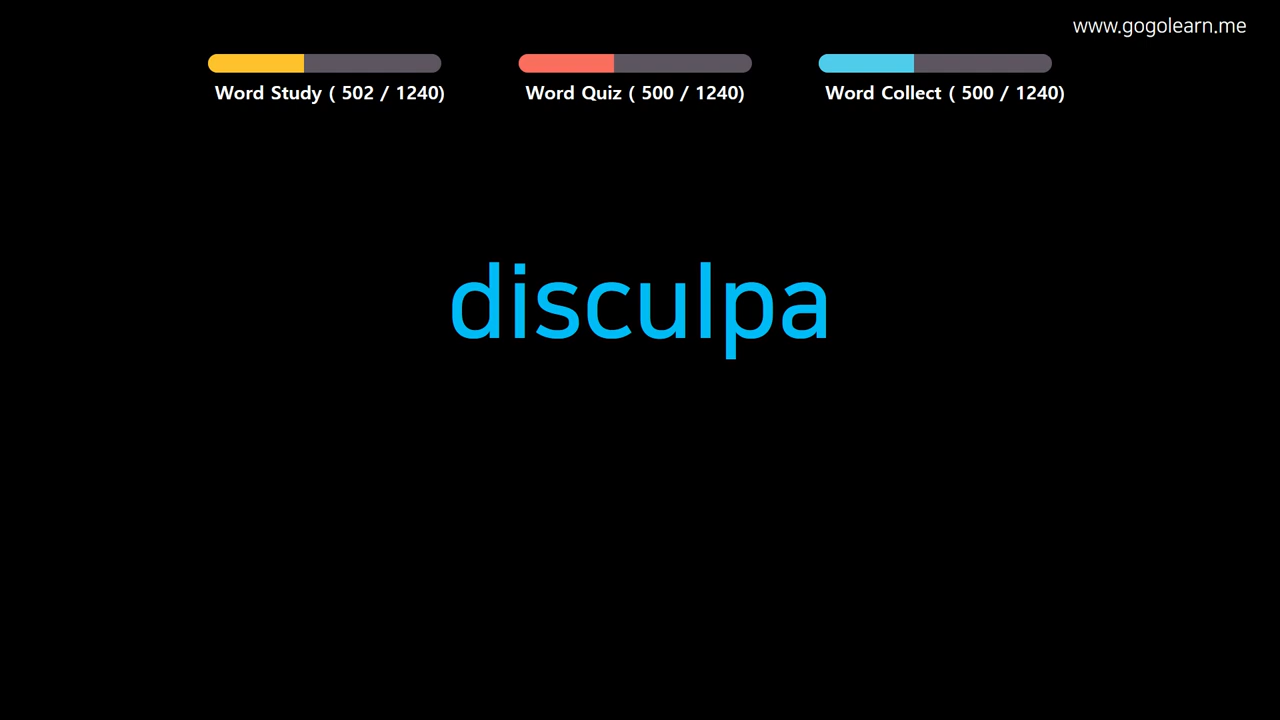 www.gogolearn.me
Word Study ( 502 / 1240)
Word Quiz ( 500 / 1240)
Word Collect ( 500 / 1240)
disculpa